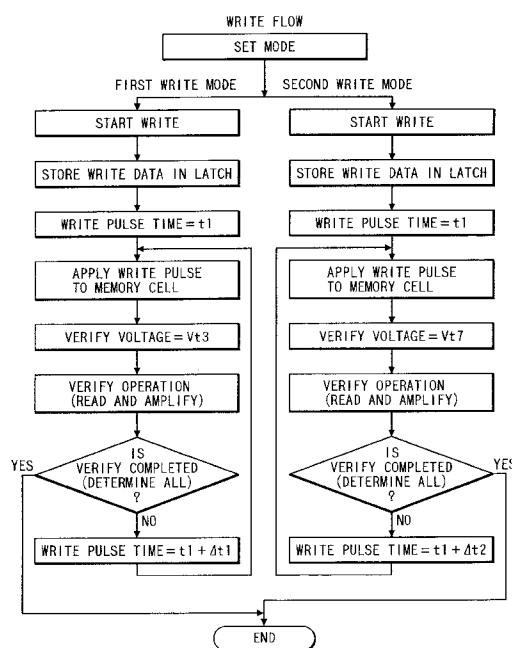 WRITE FLOW
SET MODE
FIRST WRITE MODE
SECOND WRITE MODE
START WRITE
STORE WRITE DATA IN LATCH
WRITE PULSE TIME=t1
APPLY WRITE PULSE
TO MEMORY CELL
VERIFY VOLTAGE=Vt3
VERIFY OPERATION
(READ AND AMPLIFY)
IS
VERIFY COMPLETED
(DETERMINE ALL)
?
YES
NO
WRITE PULSE TIME=t1+Δt1
START WRITE
STORE WRITE DATA IN LATCH
WRITE PULSE TIME=t1
APPLY WRITE PULSE
TO MEMORY CELL
VERIFY VOLTAGE=Vt7
VERIFY OPERATION
(READ AND AMPLIFY)
IS
VERIFY COMPLETED
(DETERMINE ALL)
?
YES
NO
WRITE PULSE TIME=t1+Δt2
END